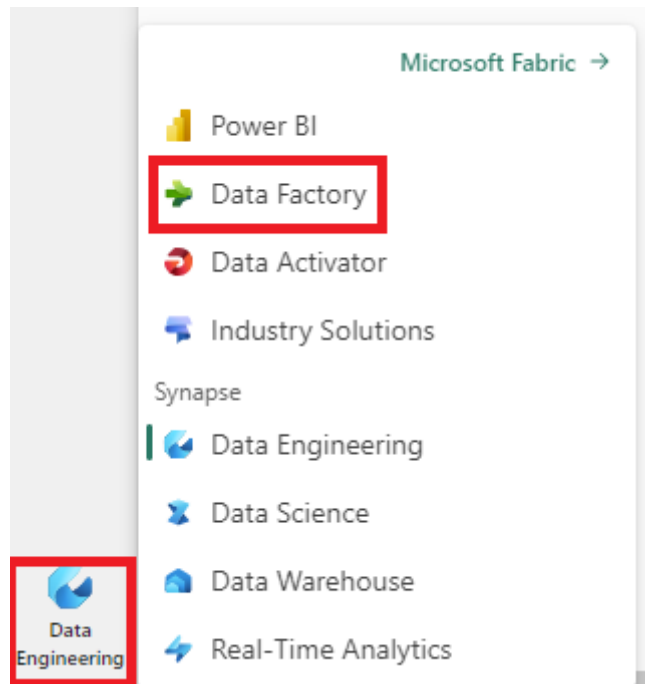 Microsoft Fabric →
Power BI
Data Factory
Data Activator
Industry Solutions
Synapse
Data Engineering
Data Science
Data Warehouse
Real-Time Analytics
Data
Engineering